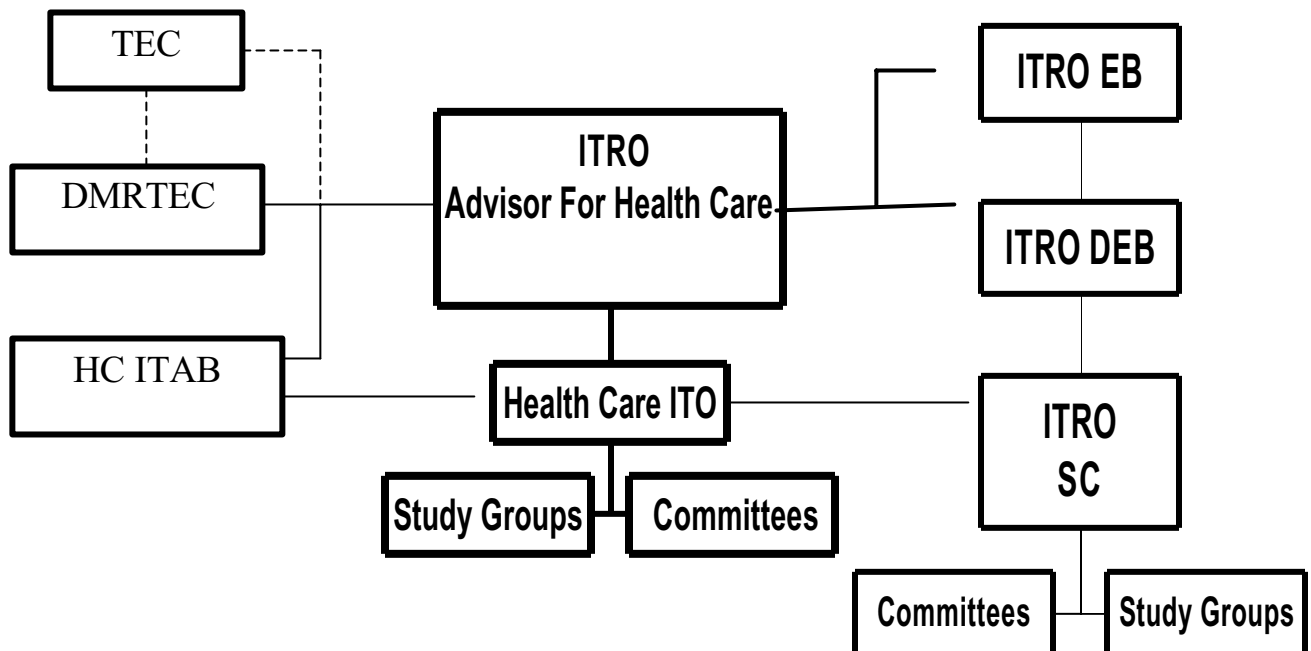 TEC
DMRTEC
HC ITAB
ITRO
Advisor For Health Care
Health Care ITO
Study Groups
Committees
ITRO EB
ITRO DEB
ITRO
SC
Committees
Study Groups